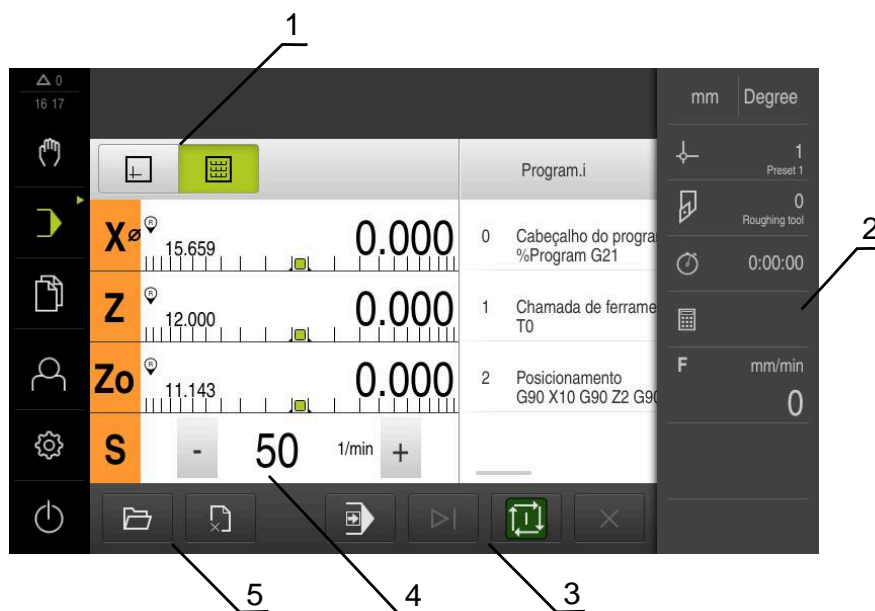 1
0
16 17
mm Degree
1
Preset 1
Program.i
0
Roughing tool
X⌀ R 15.659 0.000
0 Cabeçalho do progra
%Program G21
2
0:00:00
Z R 12.000 0.000
1 Chamada de ferrame
T0
F mm/min
0
Zo R 11.143 0.000
2 Posicionamento
G90 X10 G90 Z2 G90
S - 50 1/min +
5
4
3